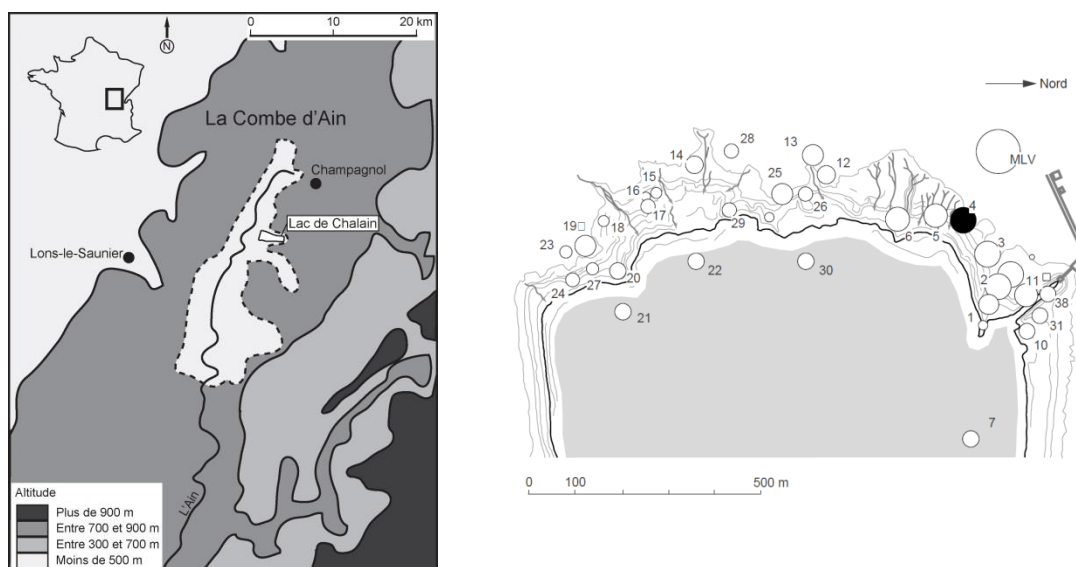 0 10 20 km
N
La Combe d'Ain
Champagnol
Lac de Chalain
Lons-le-Saunier
L'Ain
Altitude
Plus de 900 m
Entre 700 et 900 m
Entre 300 et 700 m
Moins de 500 m
Nord
MLV
28
13
14
12
15
25
16
26
17
4
18
29
6
5
19
3
23
20
22
30
2
11
27
24
38
1
31
21
10
7
0 100 500 m